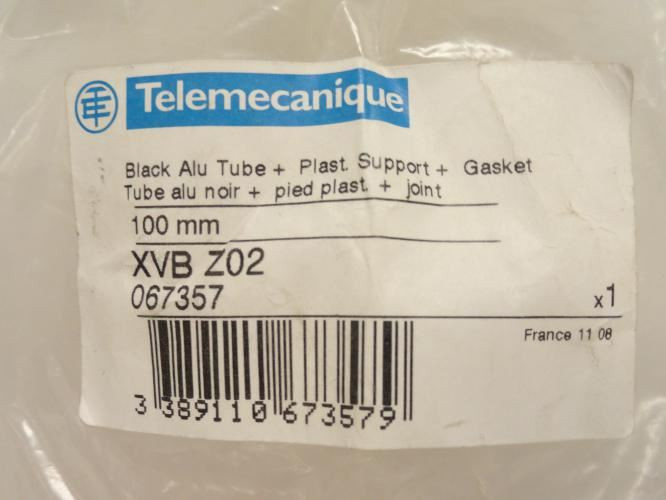 Telemecanique
Black Alu Tube + Plast. Support + Gasket
Tube alu noir + pied plast. + joint
100 mm
XVB Z02
067357
x1
France 11 08
3 389110 673579